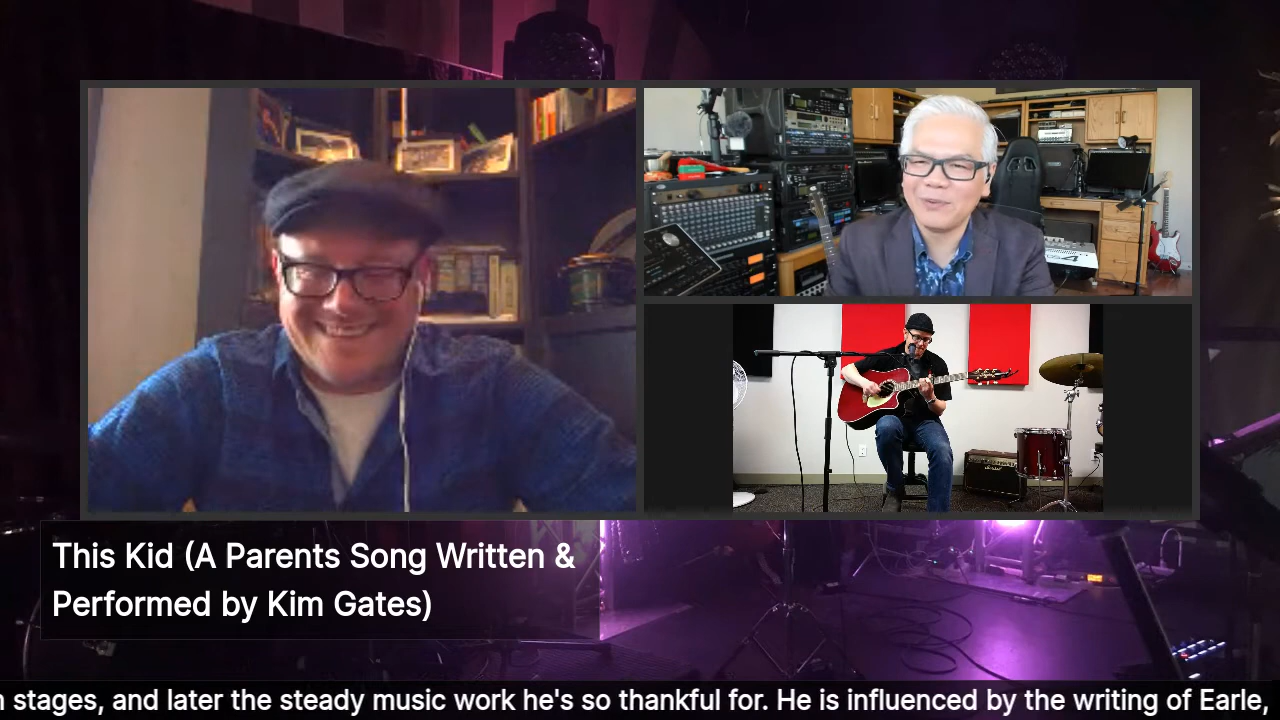 This Kid (A Parents Song Written &
Performed by Kim Gates)
stages, and later the steady music work he's so thankful for. He is influenced by the writing of Earle,